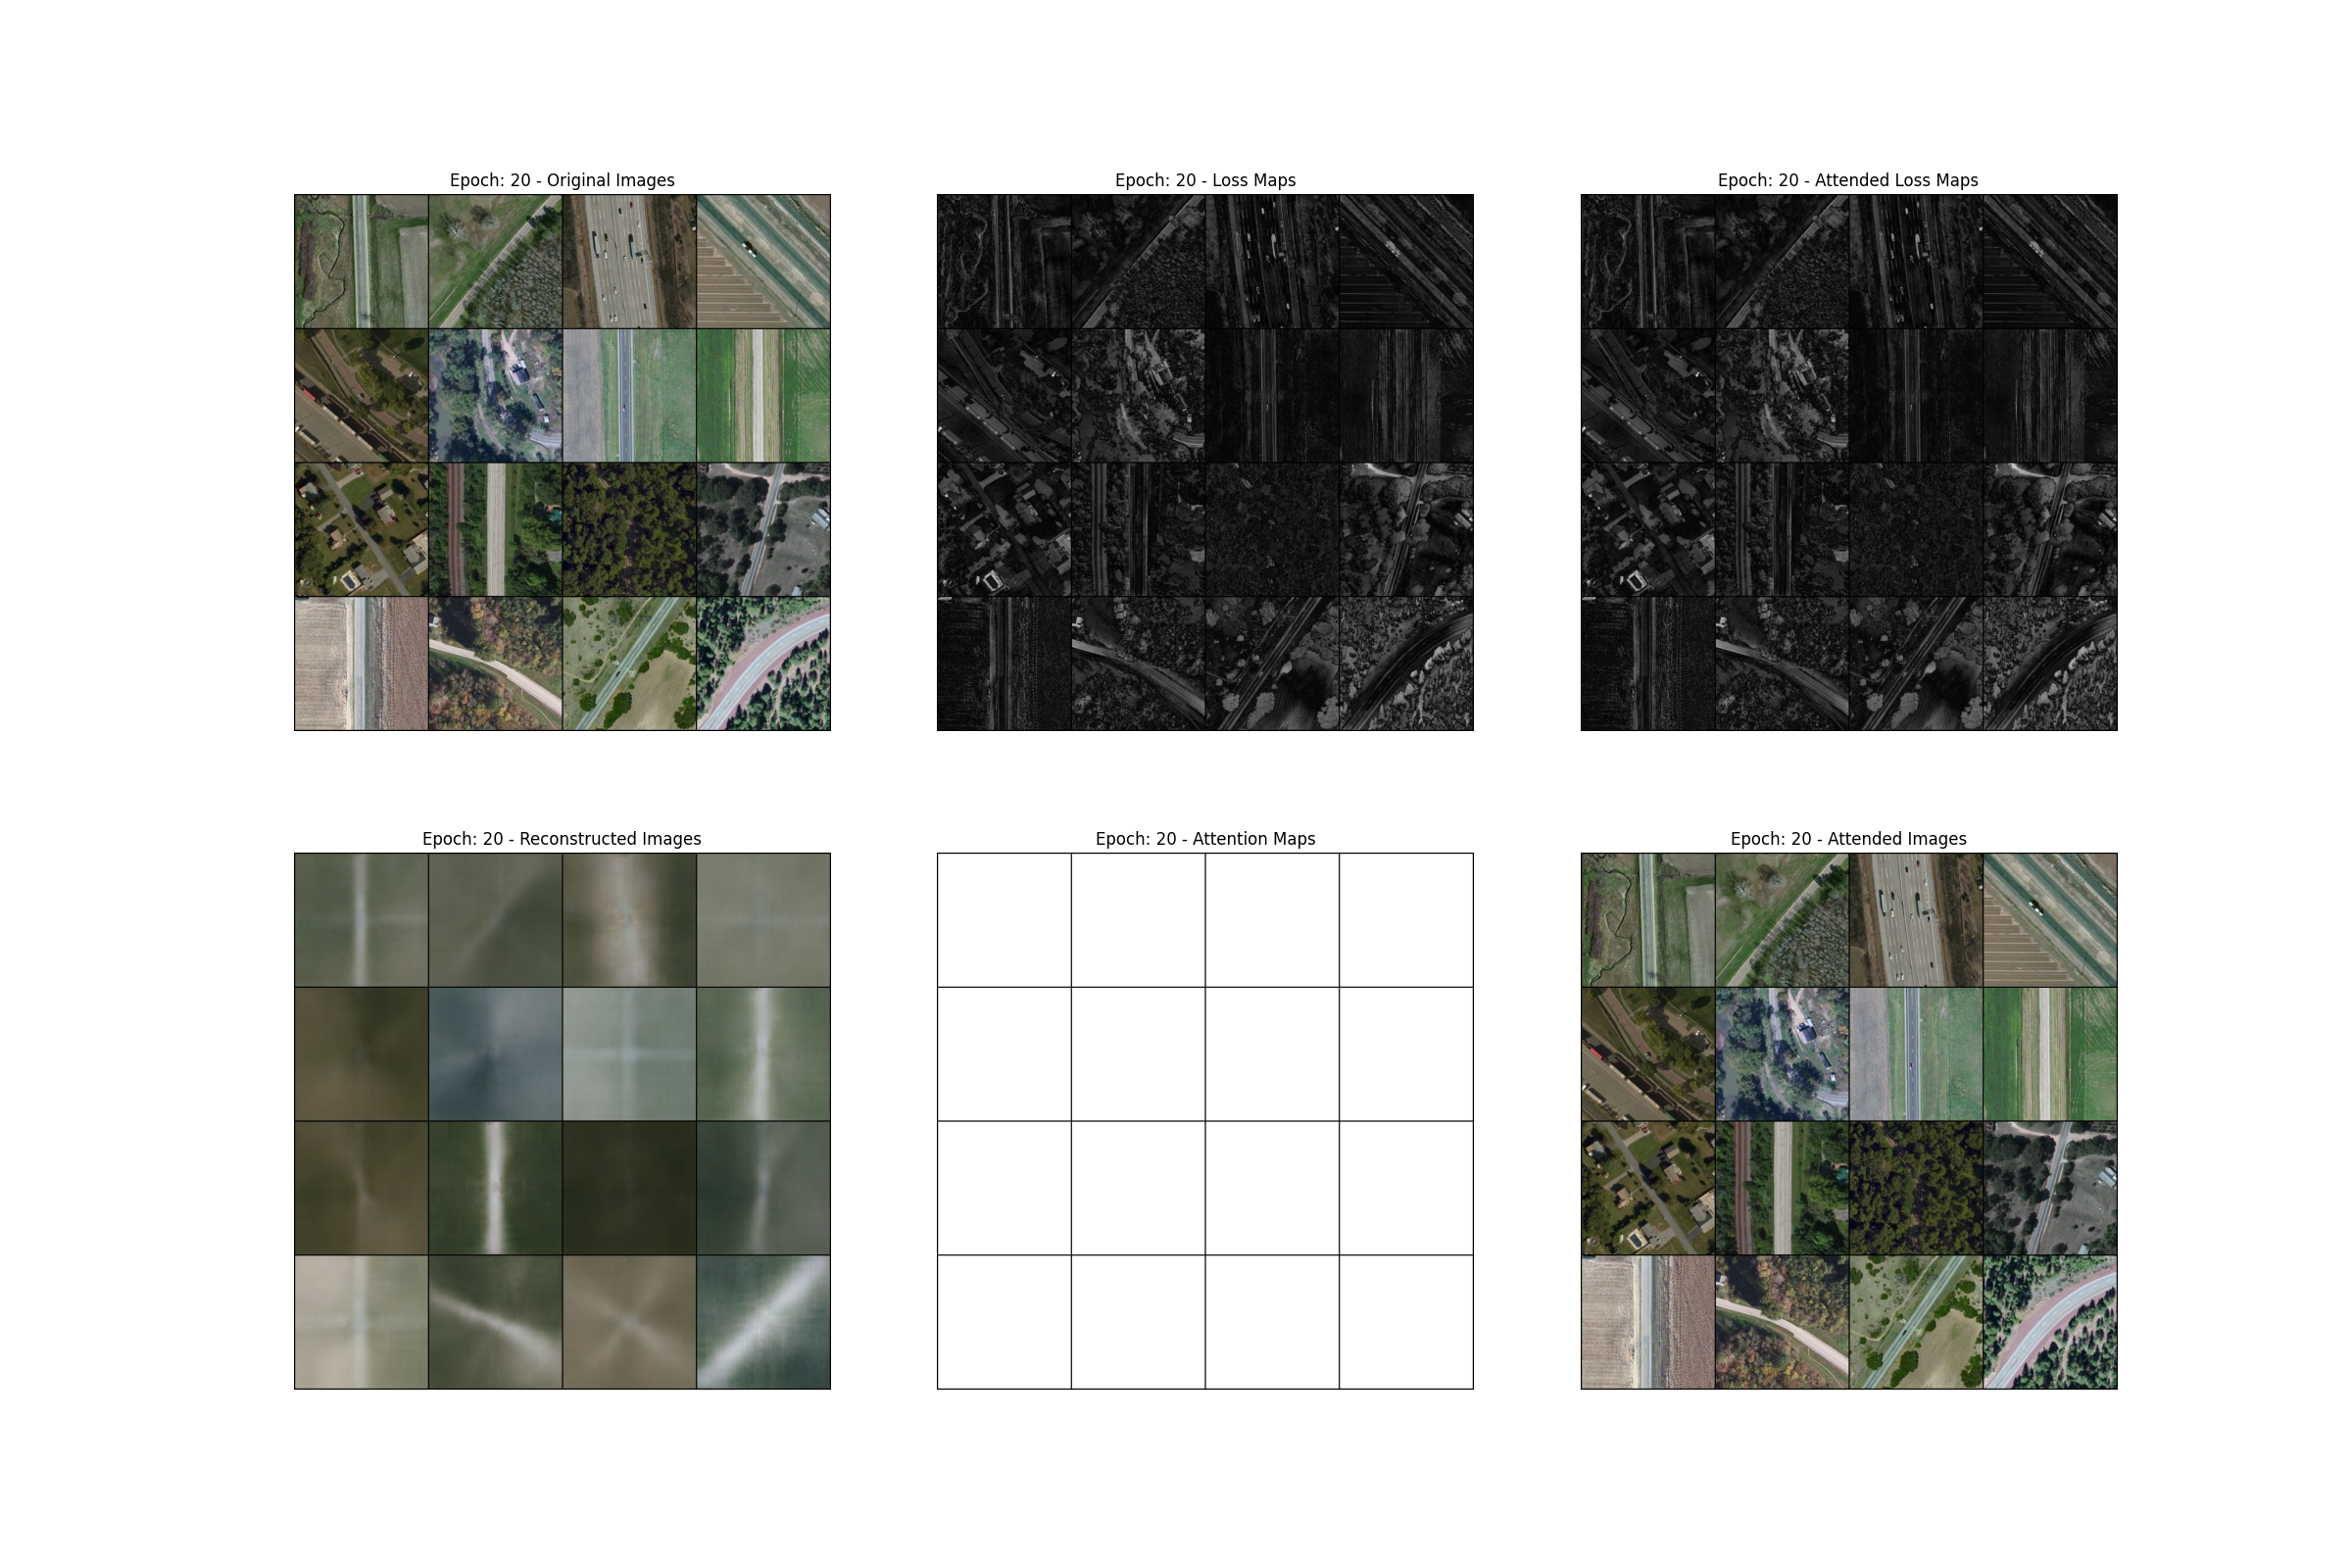 Epoch: 20 - Original Images
Epoch: 20 - Loss Maps
Epoch: 20 - Attended Loss Maps
Epoch: 20 - Reconstructed Images
Epoch: 20 - Attention Maps
Epoch: 20 - Attended Images